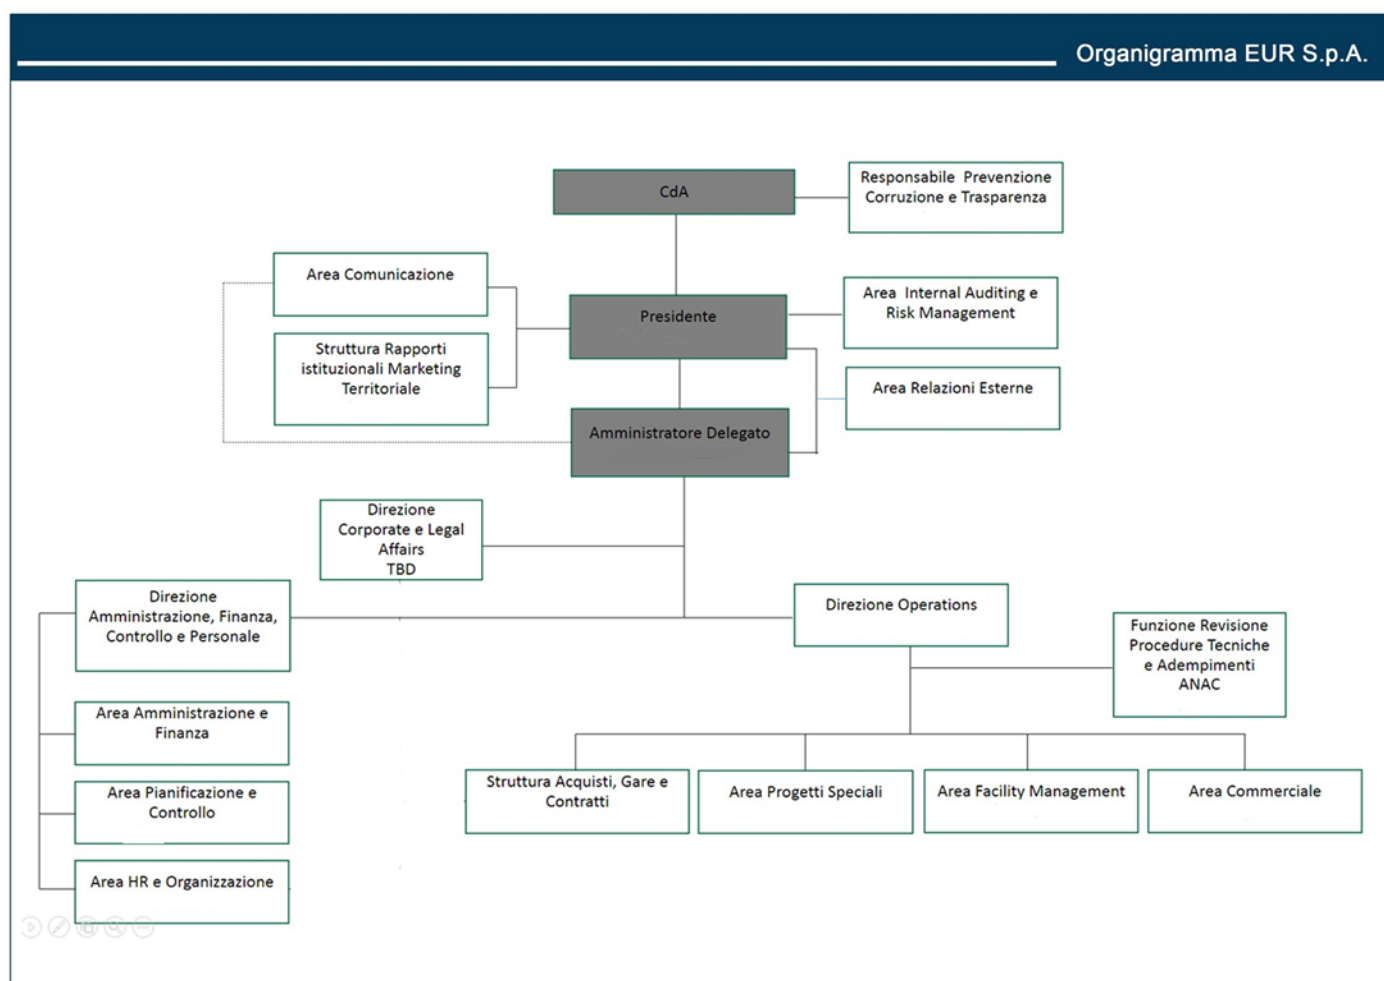 Organigramma EUR S.p.A.
CdA
Responsabile Prevenzione
Corruzione e Trasparenza
Area Comunicazione
Presidente
Area Internal Auditing e
Risk Management
Struttura Rapporti
istituzionali Marketing
Territoriale
Area Relazioni Esterne
Amministratore Delegato
Direzione
Corporate e Legal
Affairs
TBD
Direzione
Amministrazione, Finanza,
Controllo e Personale
Direzione Operations
Funzione Revisione
Procedure Tecniche
e Adempimenti
ANAC
Area Amministrazione e
Finanza
Area Pianificazione e
Controllo
Area HR e Organizzazione
Struttura Acquisti, Gare e
Contratti
Area Progetti Speciali
Area Facility Management
Area Commerciale